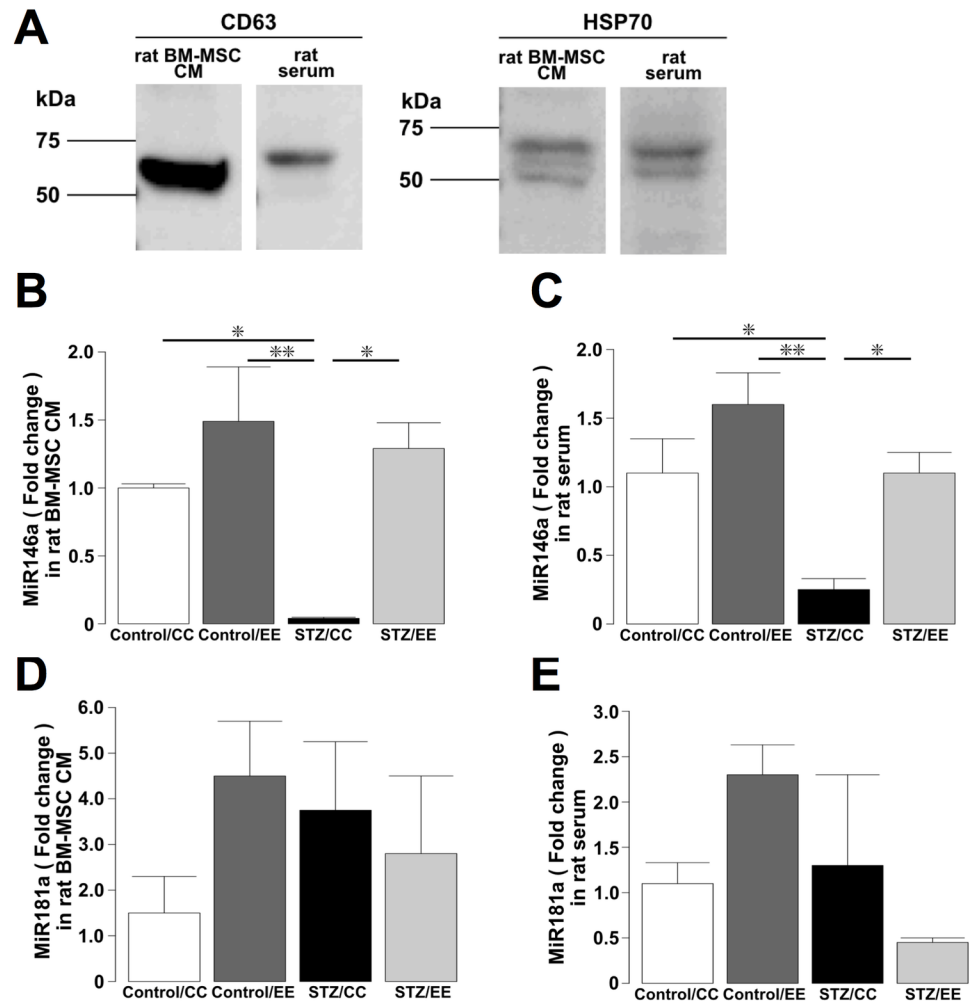 A
CD63
HSP70
rat BM-MSC
CM
rat
serum
rat BM-MSC
CM
rat
serum
kDa
75
50
kDa
75
50
B
MiR146a ( Fold change )
in rat BM-MSC CM
2.0
1.5
1.0
0.5
0
* ** *
Control/CC Control/EE STZ/CC STZ/EE
C
MiR146a ( Fold change )
in rat serum
2.0
1.5
1.0
0.5
0
* ** *
Control/CC Control/EE STZ/CC STZ/EE
D
MiR181a ( Fold change )
in rat BM-MSC CM
6.0
5.0
4.0
3.0
2.0
1.0
0
Control/CC Control/EE STZ/CC STZ/EE
E
MiR181a ( Fold change )
in rat serum
3.0
2.5
2.0
1.5
1.0
0.5
0
Control/CC Control/EE STZ/CC STZ/EE